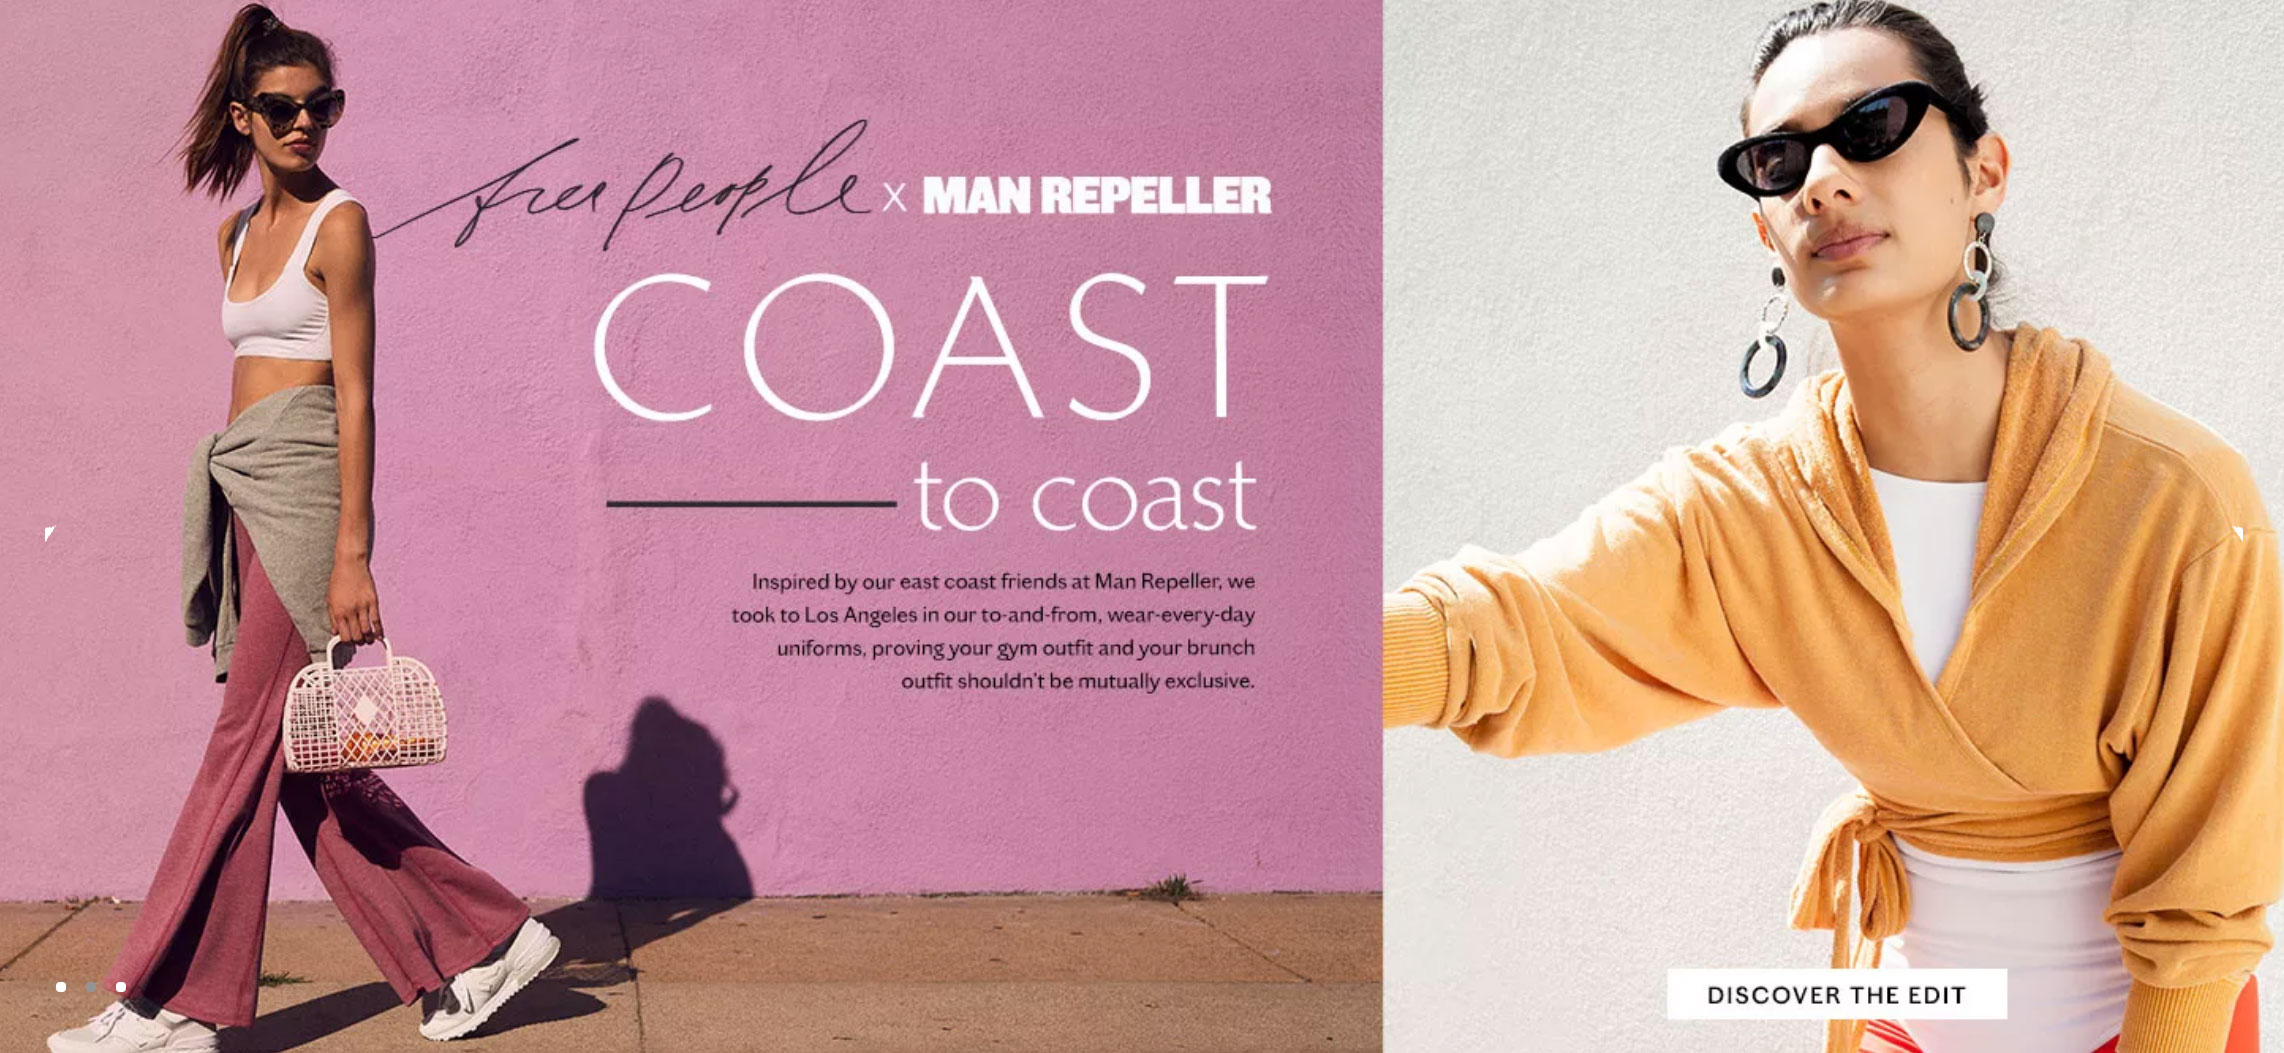 free people x MAN REPELLER
COAST
to coast
Inspired by our east coast friends at Man Repeller, we
took to Los Angeles in our to-and-from, wear-every-day
uniforms, proving your gym outfit and your brunch
outfit shouldn't be mutually exclusive.
DISCOVER THE EDIT